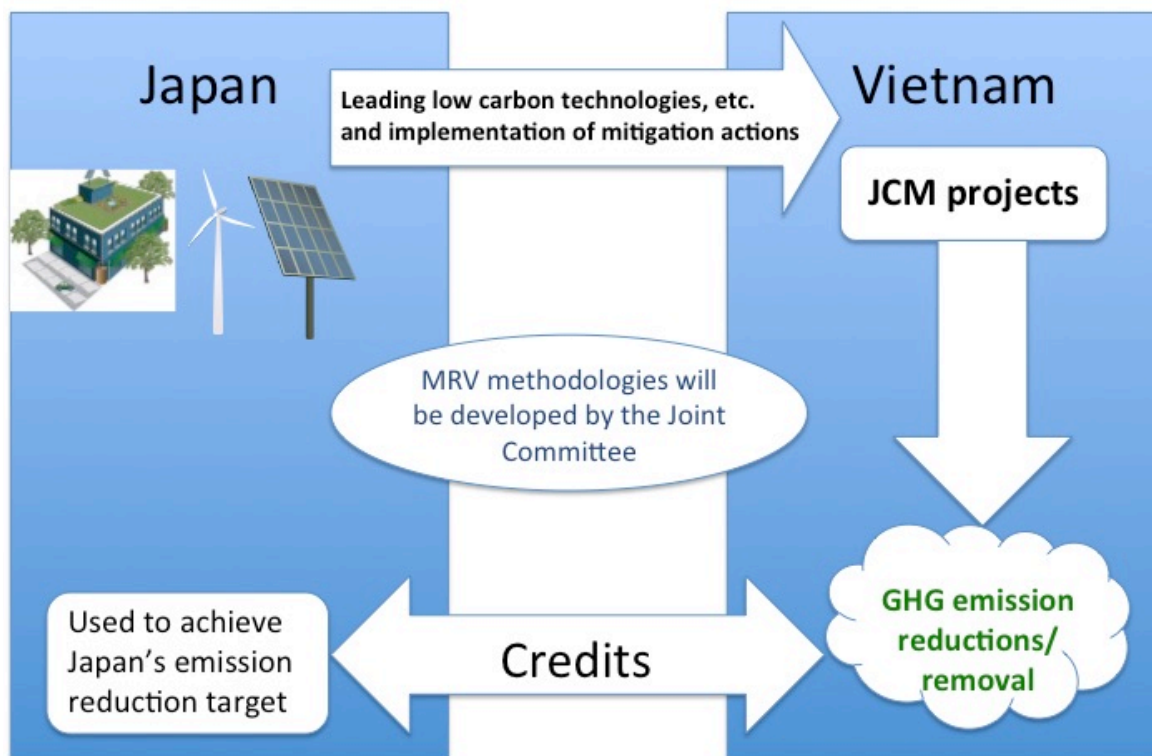 Japan
Leading low carbon technologies, etc.
and implementation of mitigation actions
Vietnam
JCM projects
MRV methodologies will
be developed by the Joint
Committee
Used to achieve
Japan’s emission
reduction target
Credits
GHG emission
reductions/
removal